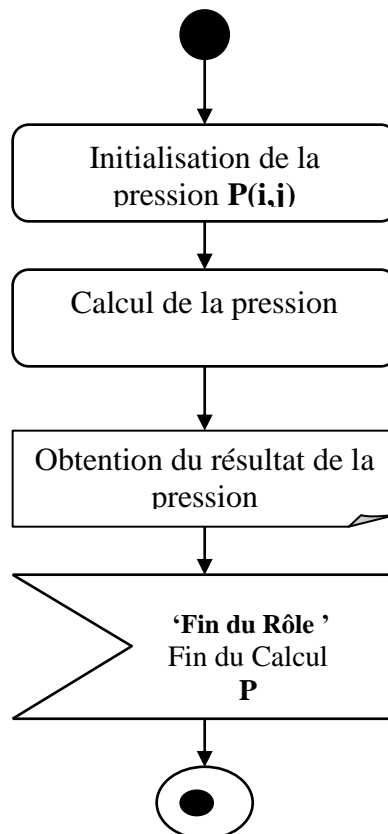 Initialisation de la
pression P(i,j)
Calcul de la pression
Obtention du résultat de la
pression
‘Fin du Rôle ’
Fin du Calcul
P